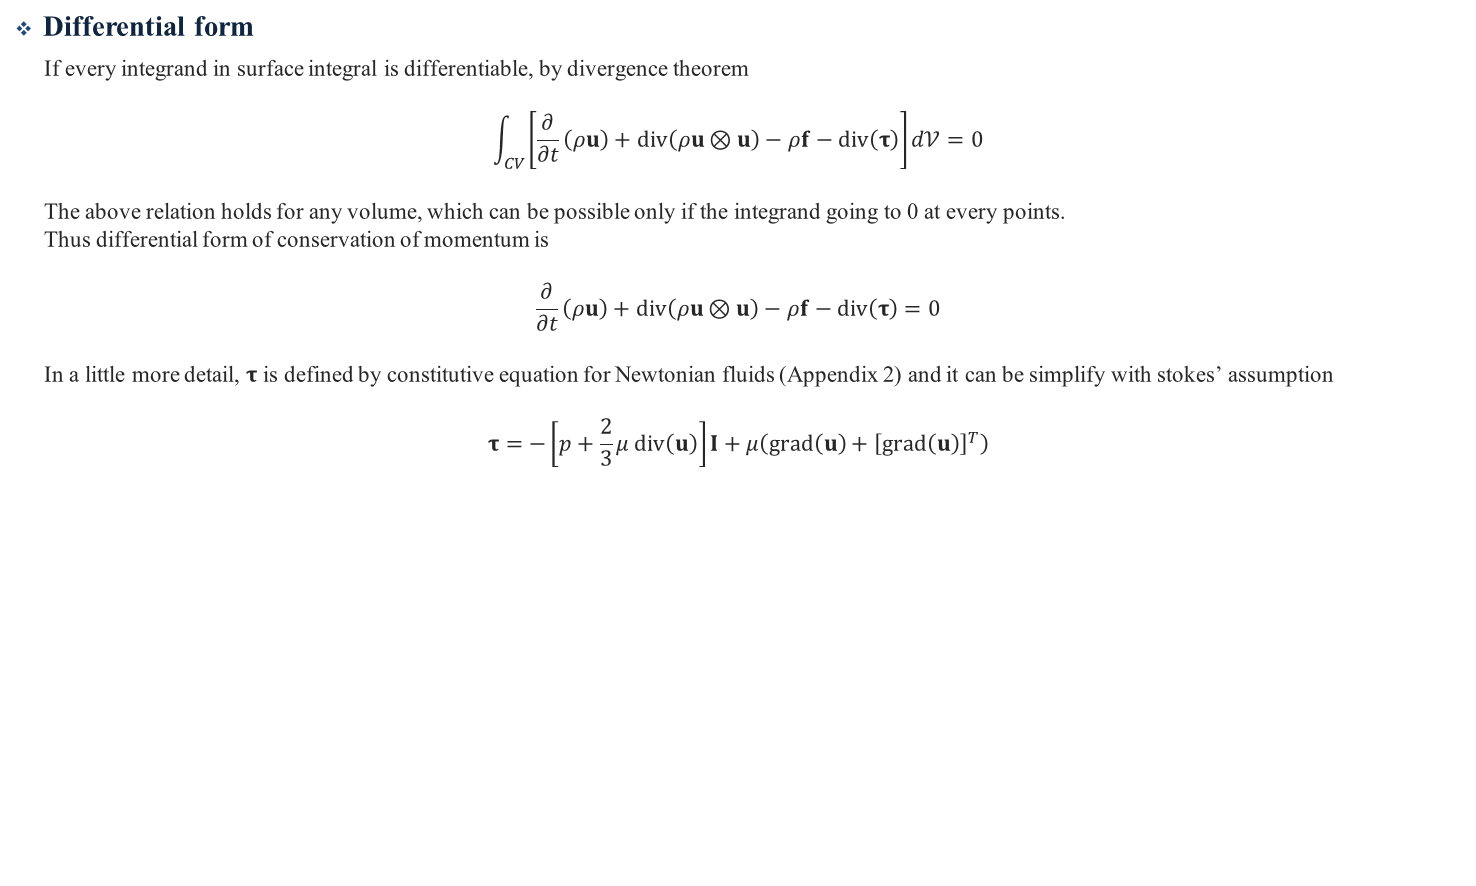 ❖ Differential form
If every integrand in surface integral is differentiable, by divergence theorem
∫_CV [∂/∂t (ρ𝐮) + div(ρ𝐮 ⊗ 𝐮) − ρ𝐟 − div(𝛕)] d𝒱 = 0
The above relation holds for any volume, which can be possible only if the integrand going to 0 at every points.
Thus differential form of conservation of momentum is
∂/∂t (ρ𝐮) + div(ρ𝐮 ⊗ 𝐮) − ρ𝐟 − div(𝛕) = 0
In a little more detail, 𝛕 is defined by constitutive equation for Newtonian fluids (Appendix 2) and it can be simplify with stokes’ assumption
𝛕 = − [p + 2/3 μ div(𝐮)] 𝐈 + μ(grad(𝐮) + [grad(𝐮)]^T)